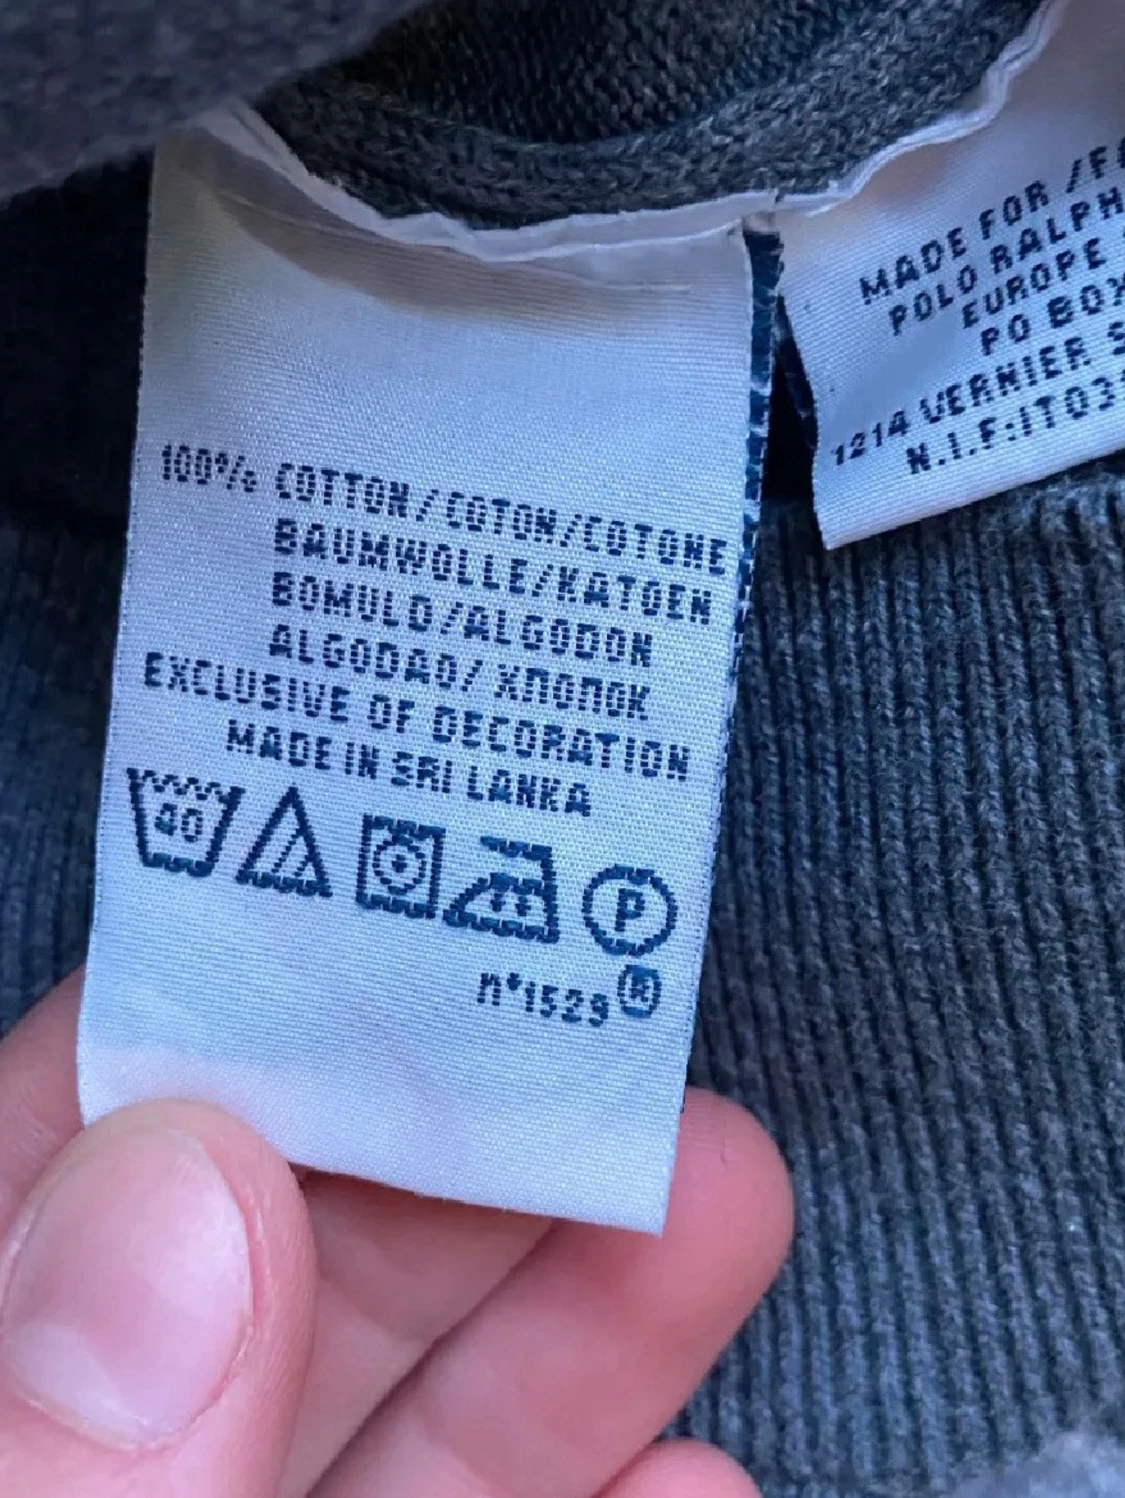 100% COTTON/COTON/COTONE
BAUMWOLLE/KATOEN
BOMULD/ALGODON
ALGODAO/ ХПОПОК
EXCLUSIVE OF DECORATION
MADE IN SRI LANKA
40
P
n°1529 ®
MADE FOR /F
POLO RALPH
EUROPE
PO BOX
1214 VERNIER S
N.I.F:IT03